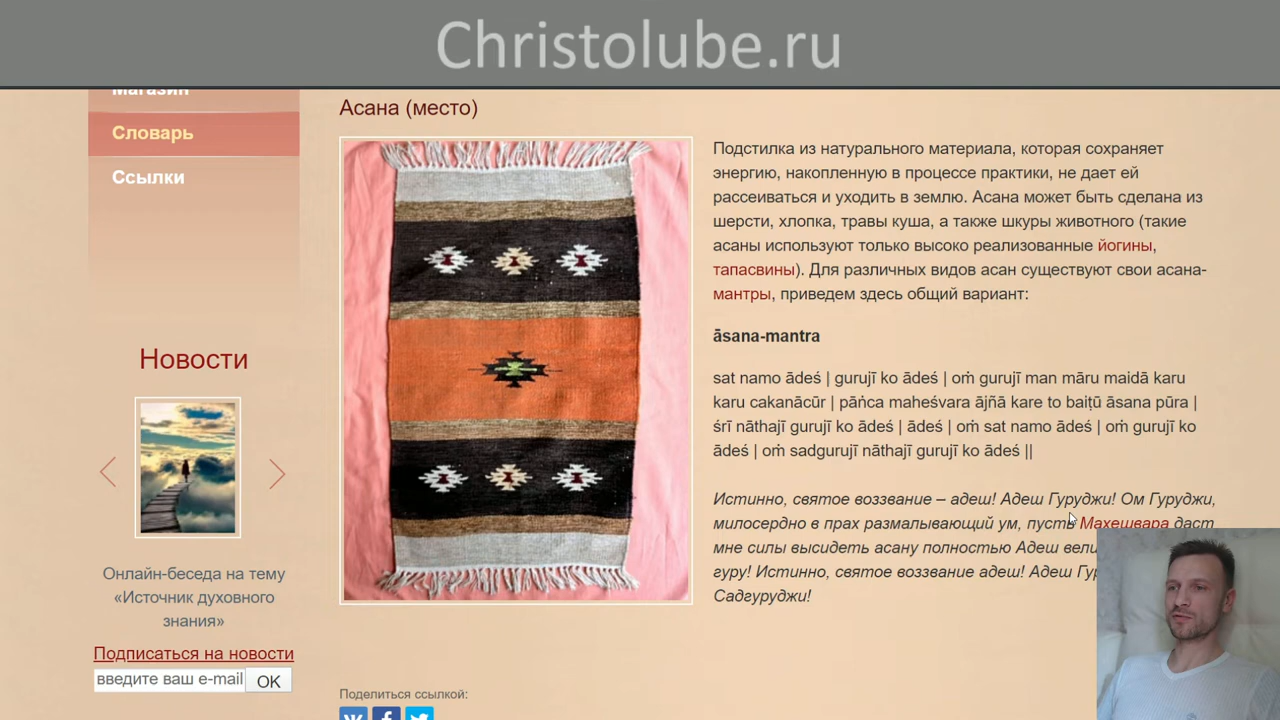 Christolube.ru
Магазин
Словарь
Ссылки
Новости
Онлайн-беседа на тему
«Источник духовного
знания»
Подписаться на новости
введите ваш e-mail
OK
Асана (место)
Подстилка из натурального материала, которая сохраняет
энергию, накопленную в процессе практики, не дает ей
рассеиваться и уходить в землю. Асана может быть сделана из
шерсти, хлопка, травы куша, а также шкуры животного (такие
асаны используют только высоко реализованные йогины,
тапасвины). Для различных видов асан существуют свои асана-
мантры, приведем здесь общий вариант:
āsana-mantra
sat namo ādeś | gurujī ko ādeś | oṁ gurujī man māru maidā karu
karu cakanācūr | pāṅca maheśvara ājñā kare to baiṭū āsana pūra |
śrī nāthajī gurujī ko ādeś | ādeś | oṁ sat namo ādeś | oṁ gurujī ko
ādeś | oṁ sadgurujī nāthajī gurujī ko ādeś ||
Истинно, святое воззвание – адеш! Адеш Гуруджи! Ом Гуруджи,
милосердно в прах размалывающий ум, пусть Махешвара даст
мне силы высидеть асану полностью Адеш
гуру! Истинно, святое воззвание адеш! Адеш
Садгуруджи!
Поделиться ссылкой: